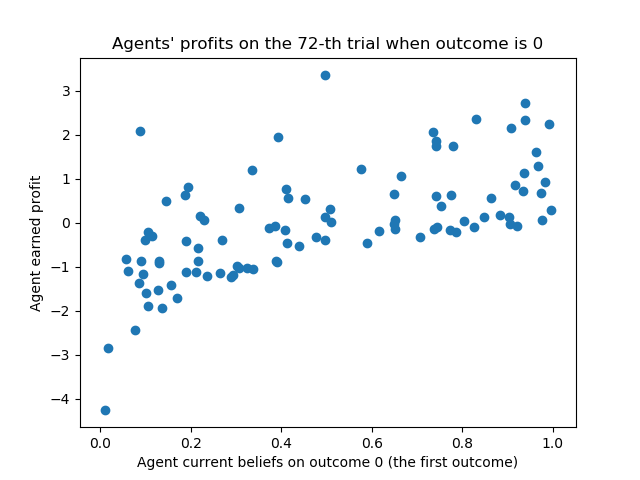 Agents' profits on the 72-th trial when outcome is 0
3
2
1
0
−1
−2
−3
−4
Agent earned profit
0.0 0.2 0.4 0.6 0.8 1.0
Agent current beliefs on outcome 0 (the first outcome)